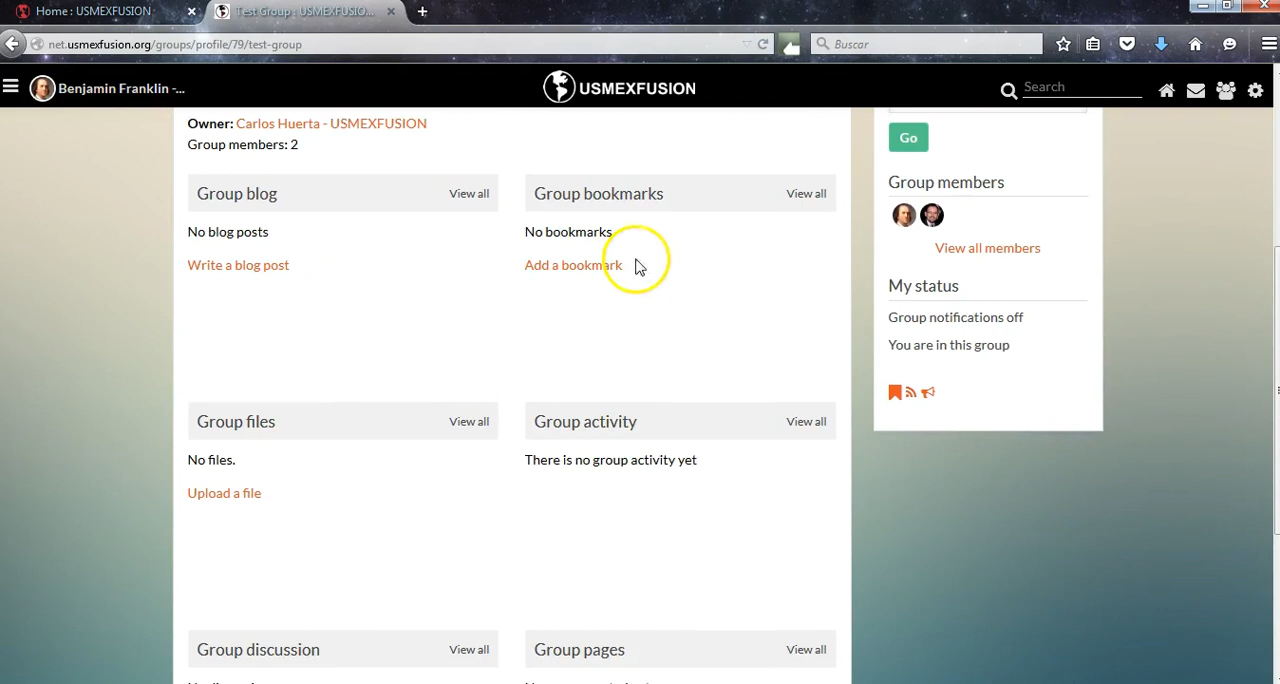 Home : USMEXFUSION
Test Group : USMEXFUSIO...
net.usmexfusion.org/groups/profile/79/test-group
Buscar
Benjamin Franklin -...
USMEXFUSION
Search
Owner: Carlos Huerta - USMEXFUSION
Group members: 2
Go
Group members
View all members
My status
Group notifications off
You are in this group
Group blog
View all
No blog posts
Write a blog post
Group bookmarks
View all
No bookmarks
Add a bookmark
Group files
View all
No files.
Upload a file
Group activity
View all
There is no group activity yet
Group discussion
View all
Group pages
View all